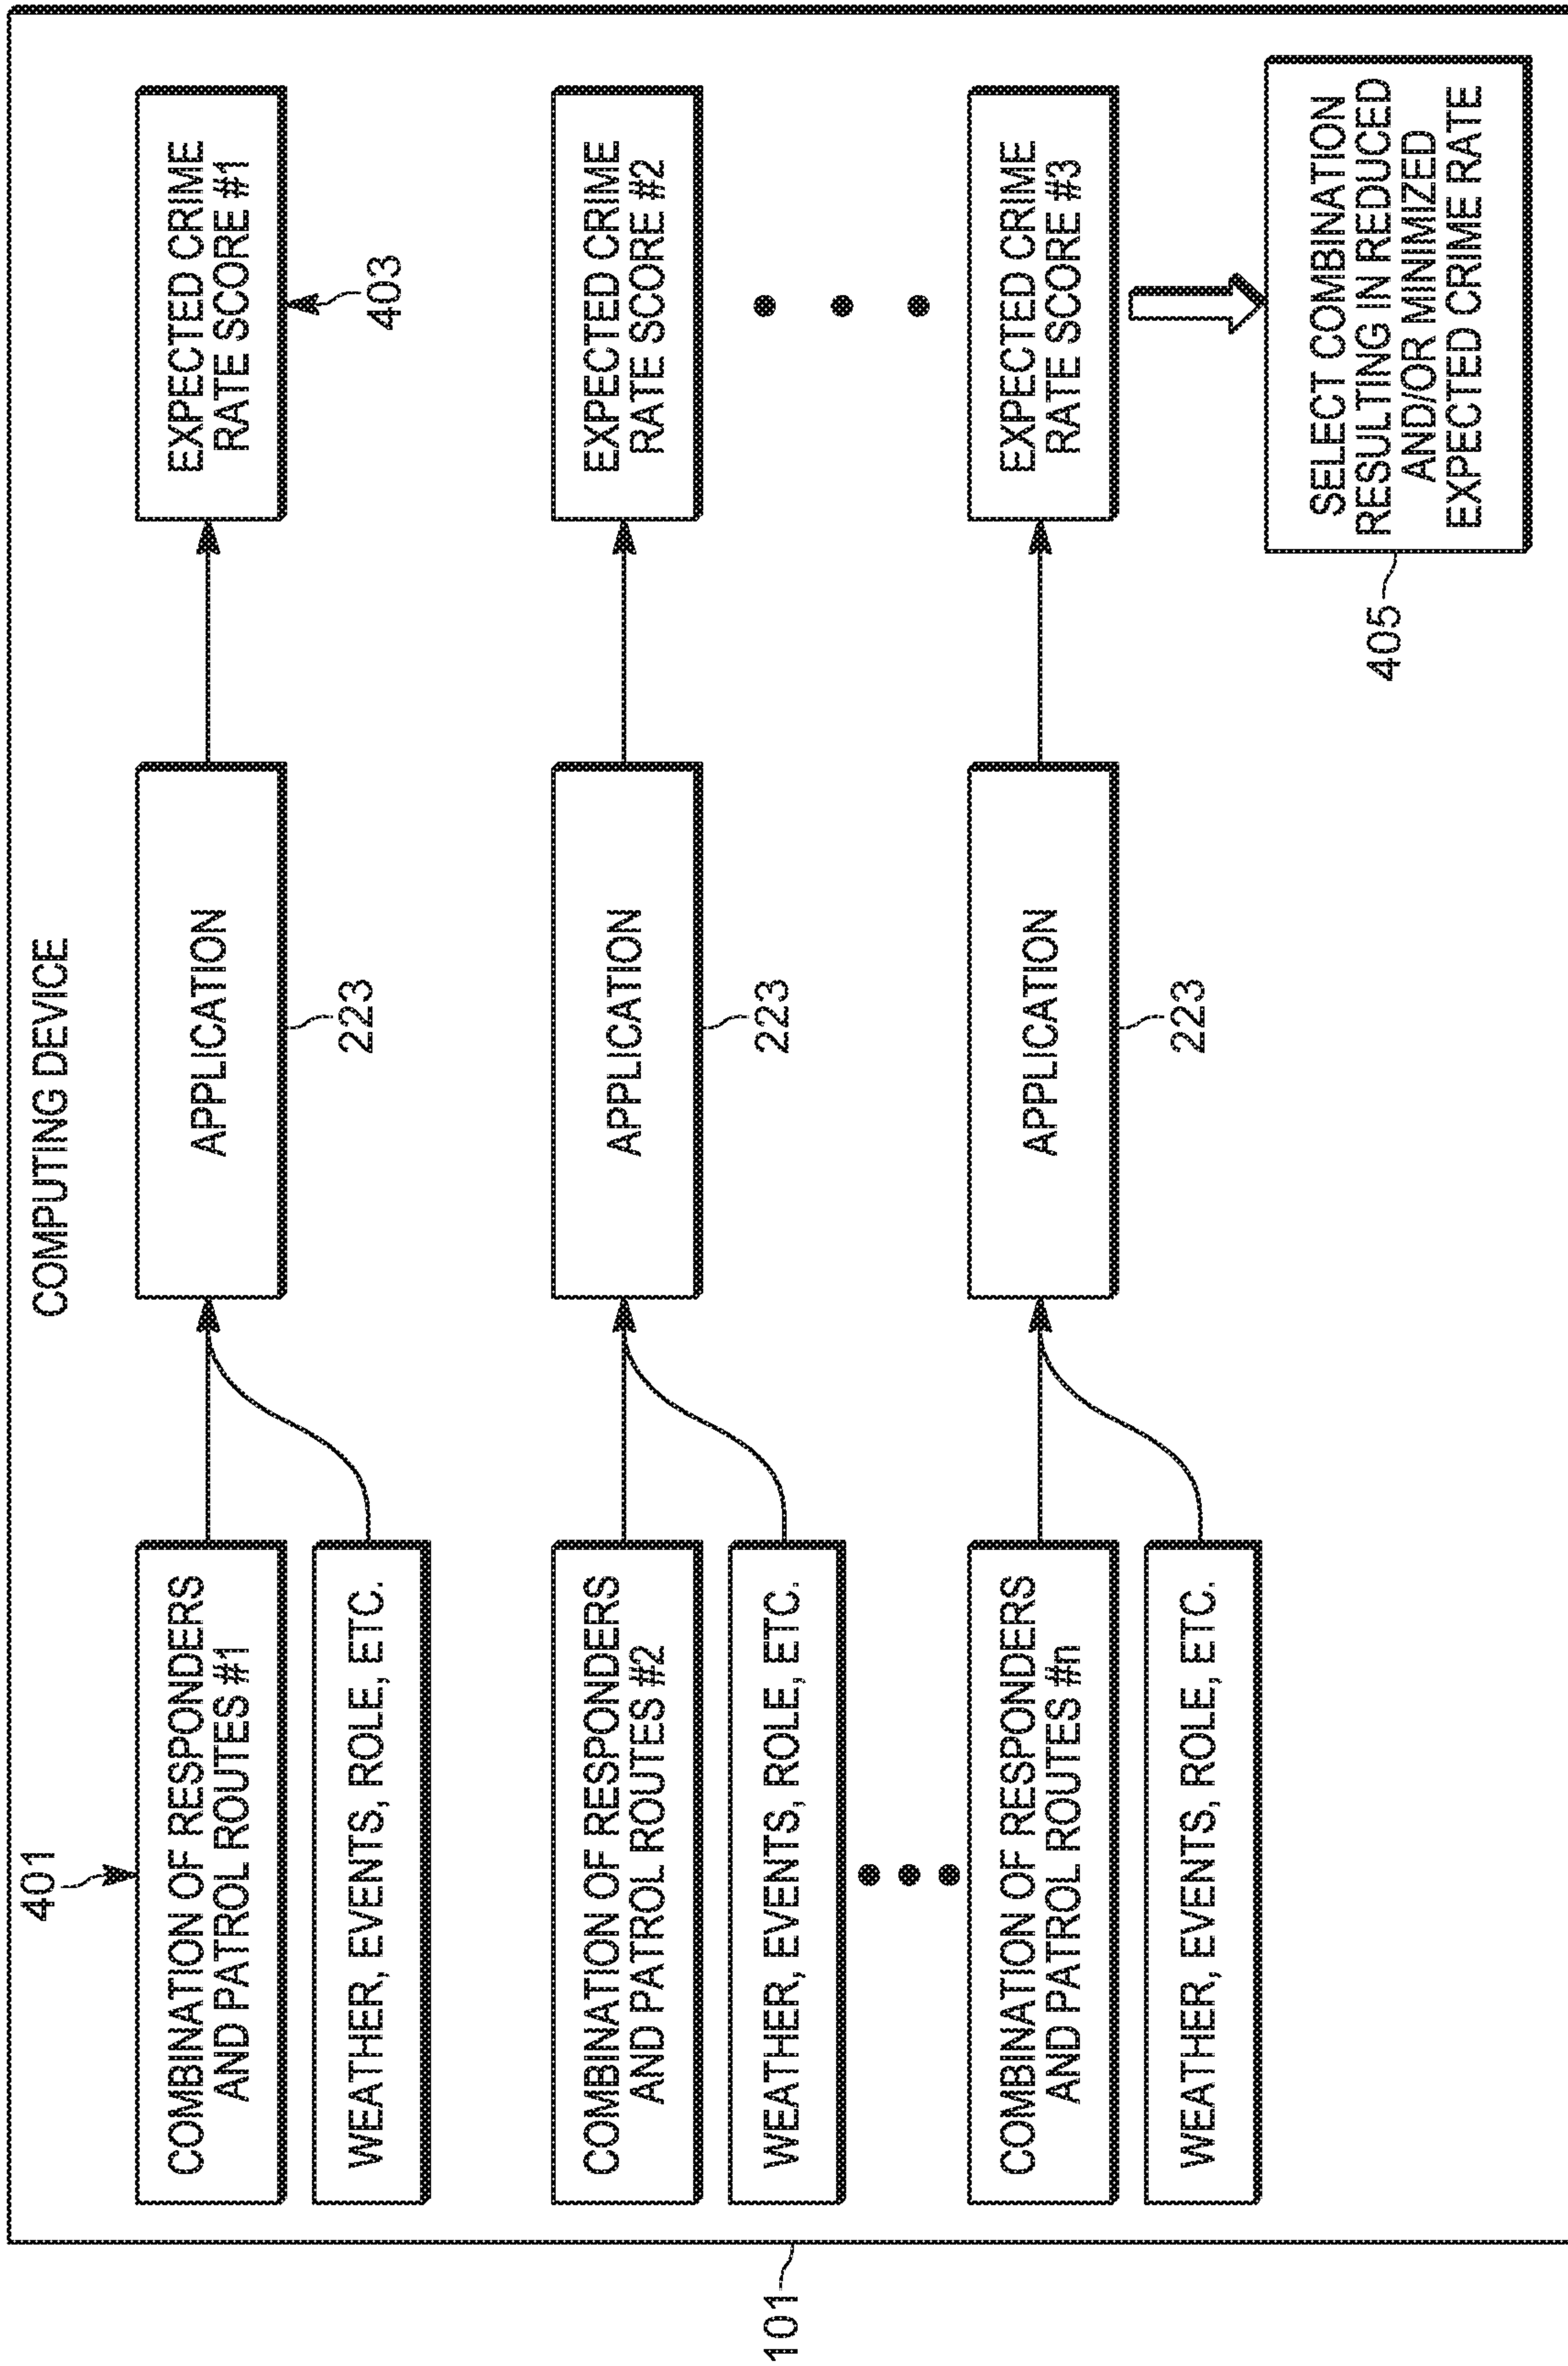 COMPUTING DEVICE
101
401
COMBINATION OF RESPONDERS
AND PATROL ROUTES #1
WEATHER, EVENTS, ROLE, ETC.
APPLICATION
223
EXPECTED CRIME
RATE SCORE #1
403
COMBINATION OF RESPONDERS
AND PATROL ROUTES #2
WEATHER, EVENTS, ROLE, ETC.
APPLICATION
223
EXPECTED CRIME
RATE SCORE #2
COMBINATION OF RESPONDERS
AND PATROL ROUTES #n
WEATHER, EVENTS, ROLE, ETC.
APPLICATION
223
EXPECTED CRIME
RATE SCORE #3
405
SELECT COMBINATION
RESULTING IN REDUCED
AND/OR MINIMIZED
EXPECTED CRIME RATE